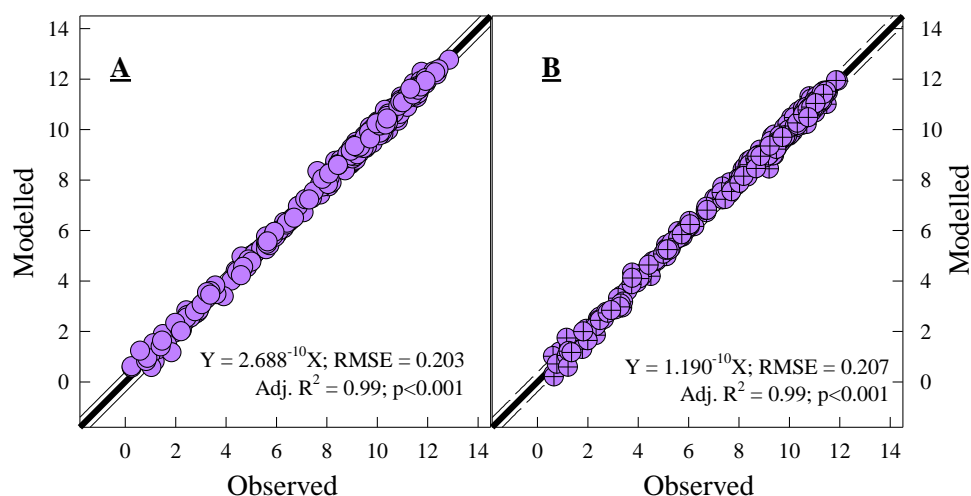 A
B
14
12
10
8
6
4
2
0
Modelled
Y = 2.688⁻¹⁰X; RMSE = 0.203
Adj. R² = 0.99; p<0.001
0 2 4 6 8 10 12 14
Observed
Y = 1.190⁻¹⁰X; RMSE = 0.207
Adj. R² = 0.99; p<0.001
0 2 4 6 8 10 12 14
Observed
14
12
10
8
6
4
2
0
Modelled